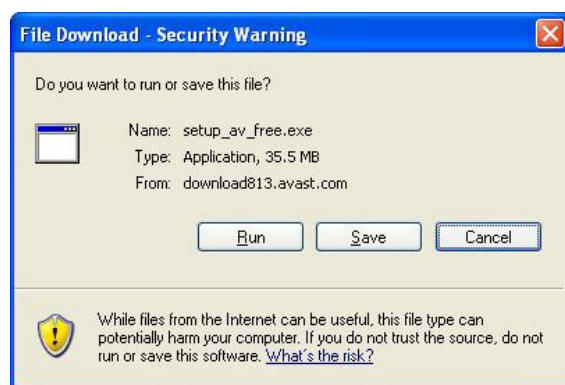 File Download - Security Warning
Do you want to run or save this file?
Name: setup_av_free.exe
Type: Application, 35.5 MB
From: download813.avast.com
Run Save Cancel
While files from the Internet can be useful, this file type can
potentially harm your computer. If you do not trust the source, do not
run or save this software. What's the risk?